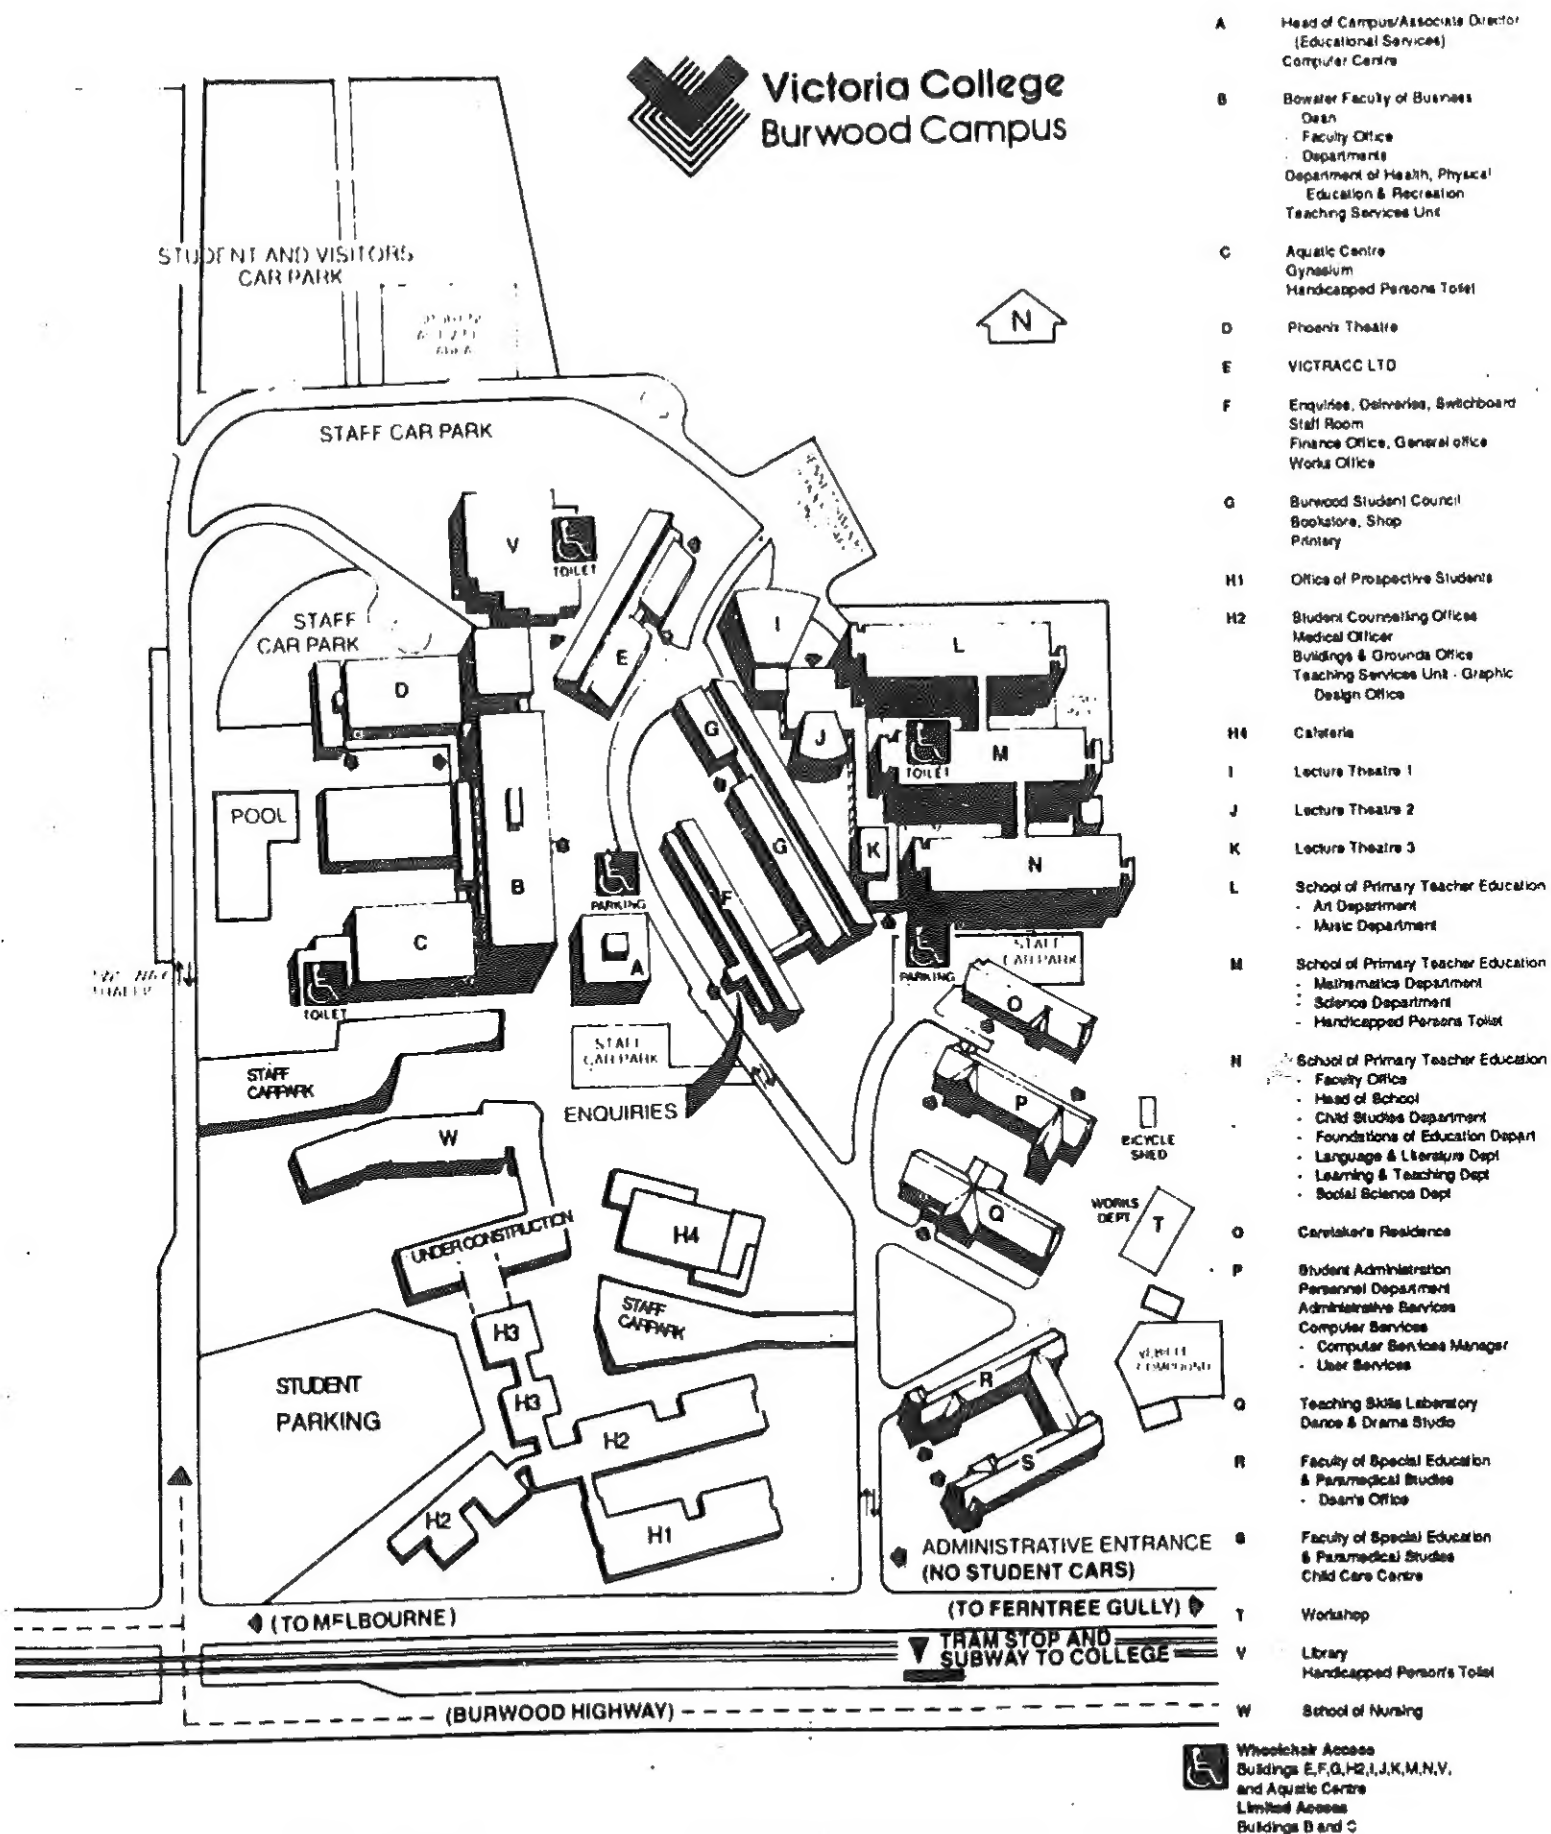 Victoria College
Burwood Campus
STUDENT AND VISITORS
CAR PARK
N
STAFF CAR PARK
V
TOILET
STAFF
CAR PARK
E
I
L
D
G
J
M
TOILET
POOL
B
PARKING
F
G
K
N
C
A
TOILET
PARKING
STAFF
CAR PARK
O
STAFF
CAR PARK
STAFF
CARPARK
ENQUIRIES
P
BICYCLE
SHED
W
WORKS
DEPT
T
Q
UNDER CONSTRUCTION
H4
H3
STAFF
CARPARK
STUDENT
PARKING
H3
R
H2
S
H2
H1
ADMINISTRATIVE ENTRANCE
(NO STUDENT CARS)
(TO MELBOURNE)
(TO FERNTREE GULLY)
TRAM STOP AND
SUBWAY TO COLLEGE
(BURWOOD HIGHWAY)
A Head of Campus/Associate Director
(Educational Services)
Computer Centre
B Bowater Faculty of Business
Dean
- Faculty Office
- Departments
Department of Health, Physical
Education & Recreation
Teaching Services Unit
C Aquatic Centre
Gynasium
Handicapped Persons Toilet
D Phoenix Theatre
E VICTRACC LTD
F Enquiries, Deliveries, Switchboard
Staff Room
Finance Office, General office
Works Office
G Burwood Student Council
Bookstore, Shop
Printery
H1 Office of Prospective Students
H2 Student Counselling Offices
Medical Officer
Buildings & Grounds Office
Teaching Services Unit - Graphic
Design Office
H4 Cafeteria
I Lecture Theatre 1
J Lecture Theatre 2
K Lecture Theatre 3
L School of Primary Teacher Education
- Art Department
- Music Department
M School of Primary Teacher Education
- Mathematics Department
- Science Department
- Handicapped Persons Toilet
N School of Primary Teacher Education
- Faculty Office
- Head of School
- Child Studies Department
- Foundations of Education Depart
- Language & Literature Dept
- Learning & Teaching Dept
- Social Science Dept
O Caretaker's Residence
P Student Administration
Personnel Department
Administrative Services
Computer Services
- Computer Services Manager
- User Services
Q Teaching Skills Laboratory
Dance & Drama Studio
R Faculty of Special Education
& Paramedical Studies
- Dean's Office
S Faculty of Special Education
& Paramedical Studies
Child Care Centre
T Workshop
V Library
Handicapped Person's Toilet
W School of Nursing
Wheelchair Access
Buildings E,F,G,H2,I,J,K,M,N,V,
and Aquatic Centre
Limited Access
Buildings B and C